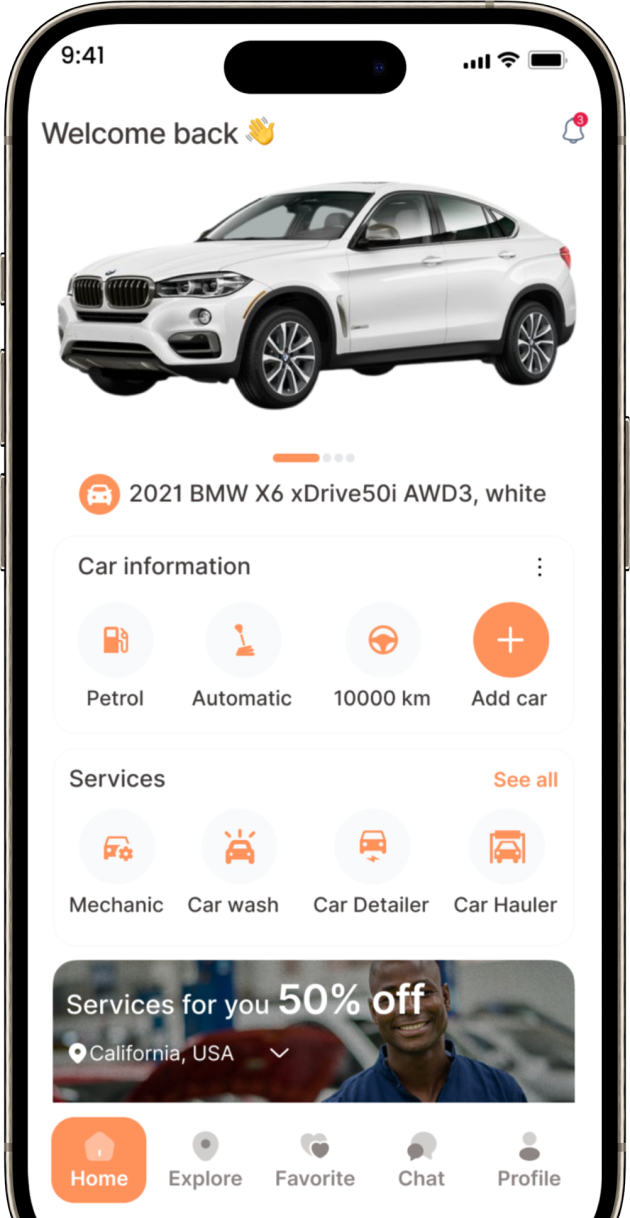 9:41
Welcome back 👋
3
2021 BMW X6 xDrive50i AWD3, white
Car information
Petrol Automatic 10000 km Add car
Services See all
Mechanic Car wash Car Detailer Car Hauler
Services for you 50% off
California, USA
Home Explore Favorite Chat Profile